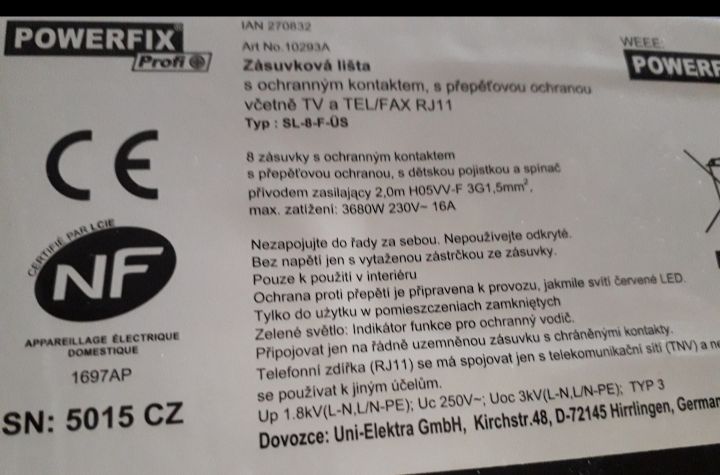 POWERFIX
Profi
CE
CERTIFIÉ PAR LCIE
NF
APPAREILLAGE ÉLECTRIQUE
DOMESTIQUE
1697AP
SN: 5015 CZ
IAN 270832
Art No.10293A
Zásuvková lišta
s ochranným kontaktem, s přepěťovou ochranou
včetně TV a TEL/FAX RJ11
Typ : SL-8-F-ÜS
8 zásuvky s ochranným kontaktem
s přepěťovou ochranou, s dětskou pojistkou a spínač
přívodem zasilający 2,0m H05VV-F 3G1,5mm²,
max. zatížení: 3680W 230V~ 16A
Nezapojujte do řady za sebou. Nepoužívejte odkryté.
Bez napětí jen s vytaženou zástrčkou ze zásuvky.
Pouze k použití v interiéru
Ochrana proti přepětí je připravena k provozu, jakmile svítí červené LED.
Tylko do użytku w pomieszczeniach zamkniętych
Zelené světlo: Indikátor funkce pro ochranný vodič.
Připojovat jen na řádně uzemněnou zásuvku s chráněnými kontakty.
Telefonní zdířka (RJ11) se má spojovat jen s telekomunikační sítí (TNV) a ne
se používat k jiným účelům.
Up 1.8kV(L-N,L/N-PE); Uc 250V~; Uoc 3kV(L-N,L/N-PE); TYP 3
Dovozce: Uni-Elektra GmbH, Kirchstr.48, D-72145 Hirrlingen, German
WEEE:
POWERF